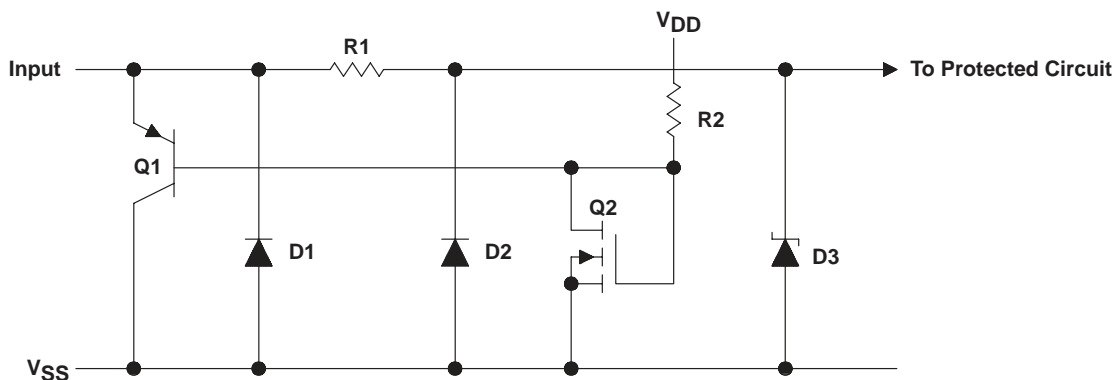 VDD
R1
Input
To Protected Circuit
R2
Q1
Q2
D1
D2
D3
VSS